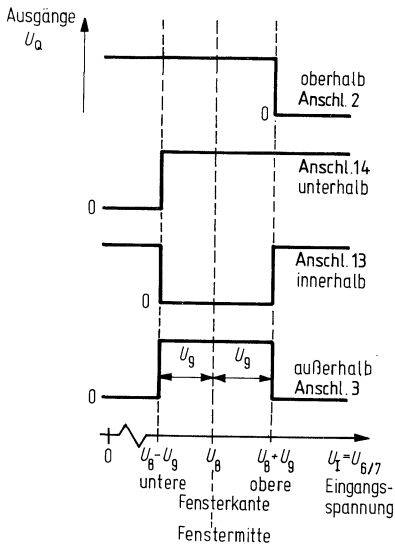 Ausgänge
U_Q
oberhalb
Anschl. 2
0
Anschl. 14
unterhalb
0
Anschl. 13
innerhalb
0
U_9 U_9
außerhalb
Anschl. 3
0
0 U_8 - U_9 U_8 U_8 + U_9 U_I = U_6/7
untere obere Eingangs-
Fensterkante spannung
Fenstermitte